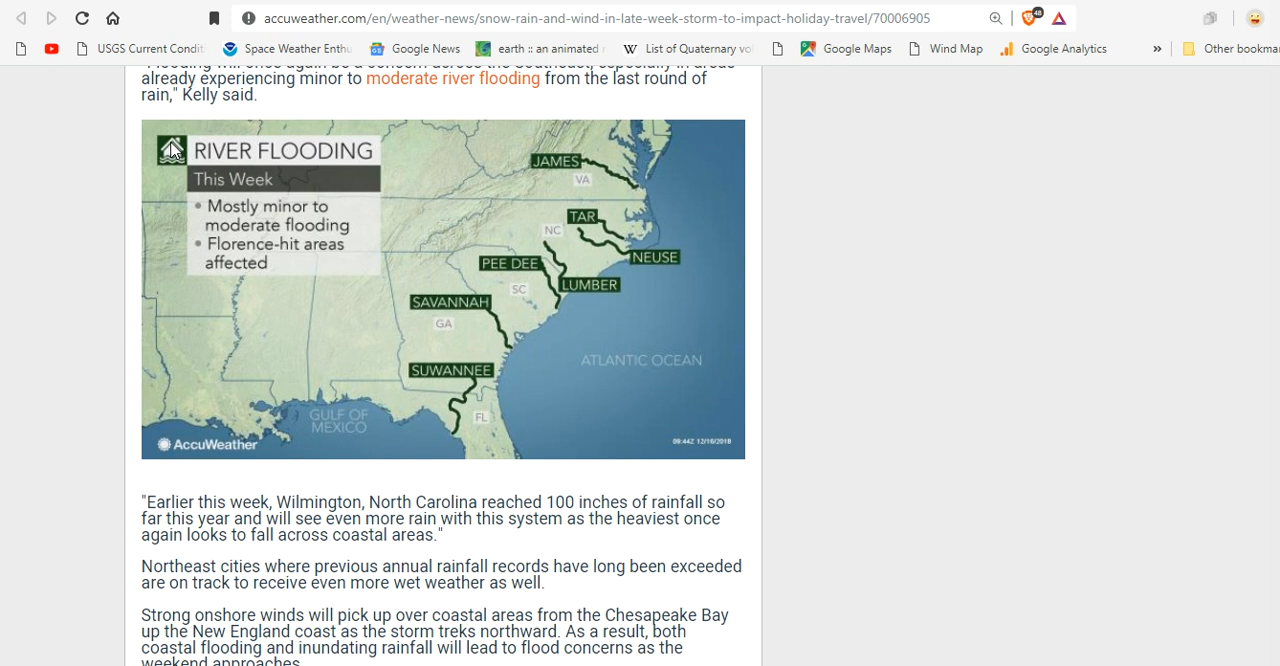 accuweather.com/en/weather-news/snow-rain-and-wind-in-late-week-storm-to-impact-holiday-travel/70006905
48
USGS Current Condit
Space Weather Enthu
Google News
earth :: an animated
List of Quaternary vo
Google Maps
Wind Map
Google Analytics
»
Other bookma
already experiencing minor to moderate river flooding from the last round of
rain," Kelly said.
RIVER FLOODING
This Week
• Mostly minor to
moderate flooding
• Florence-hit areas
affected
JAMES
VA
TAR
NC
NEUSE
PEE DEE
LUMBER
SC
SAVANNAH
GA
ATLANTIC OCEAN
SUWANNEE
FL
GULF OF
MEXICO
AccuWeather
"Earlier this week, Wilmington, North Carolina reached 100 inches of rainfall so
far this year and will see even more rain with this system as the heaviest once
again looks to fall across coastal areas."
Northeast cities where previous annual rainfall records have long been exceeded
are on track to receive even more wet weather as well.
Strong onshore winds will pick up over coastal areas from the Chesapeake Bay
up the New England coast as the storm treks northward. As a result, both
coastal flooding and inundating rainfall will lead to flood concerns as the
weekend approaches.